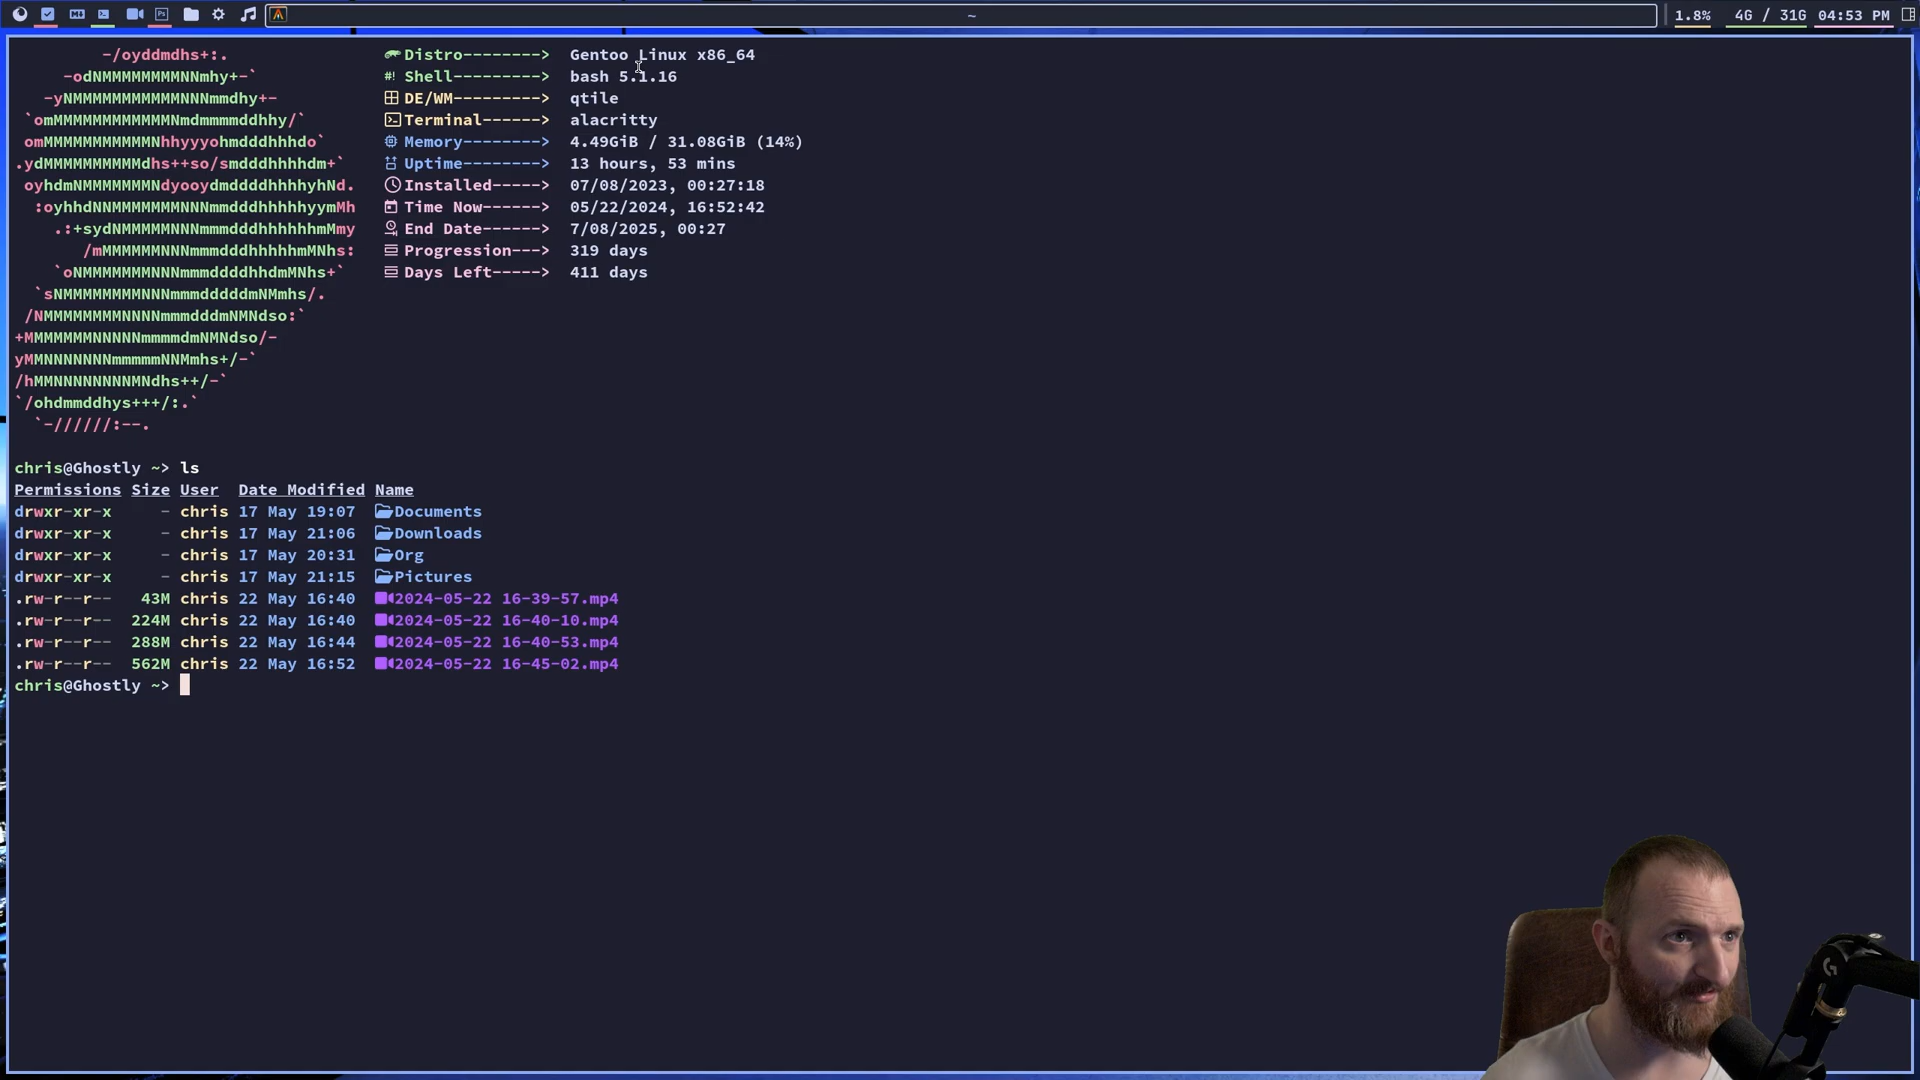 ~
1.8% 4G / 31G 04:53 PM
-/oyddmdhs+:.
-odNMMMMMMMMNNmhy+-`
-yNMMMMMMMMMMMNNNmmdhy+-
`omMMMMMMMMMMMMNmdmmmmddhhy/`
omMMMMMMMMMMMNhhyyyohmdddhhhdo`
.ydMMMMMMMMMMdhs++so/smdddhhhhdm+`
oyhdmNMMMMMMMNdyooydmddddhhhhyhNd.
:oyhhdNNMMMMMMMNNNmmdddhhhhhyymMh
.:+sydNMMMMMNNNmmmdddhhhhhhmMmy
/mMMMMMMNNNmmmdddhhhhhmMNhs:
`oNMMMMMMMNNNmmmddddhhdmMNhs+`
`sNMMMMMMMMNNNmmmdddddmNMmhs/.
/NMMMMMMMMNNNNmmmdddmNMNdso:`
+MMMMMMMNNNNNmmmmdmNMNdso/-
yMMNNNNNNNmmmmmNNMmhs+/-`
/hMMNNNNNNNNMNdhs++/-`
`/ohdmmddhys+++/:.`
`-//////:--.
Distro--------> Gentoo Linux x86_64
#! Shell---------> bash 5.1.16
DE/WM---------> qtile
Terminal------> alacritty
Memory--------> 4.49GiB / 31.08GiB (14%)
Uptime--------> 13 hours, 53 mins
Installed-----> 07/08/2023, 00:27:18
Time Now------> 05/22/2024, 16:52:42
End Date------> 7/08/2025, 00:27
Progression---> 319 days
Days Left-----> 411 days
chris@Ghostly ~> ls
Permissions Size User Date Modified Name
drwxr-xr-x - chris 17 May 19:07 Documents
drwxr-xr-x - chris 17 May 21:06 Downloads
drwxr-xr-x - chris 17 May 20:31 Org
drwxr-xr-x - chris 17 May 21:15 Pictures
.rw-r--r-- 43M chris 22 May 16:40 2024-05-22 16-39-57.mp4
.rw-r--r-- 224M chris 22 May 16:40 2024-05-22 16-40-10.mp4
.rw-r--r-- 288M chris 22 May 16:44 2024-05-22 16-40-53.mp4
.rw-r--r-- 562M chris 22 May 16:52 2024-05-22 16-45-02.mp4
chris@Ghostly ~>